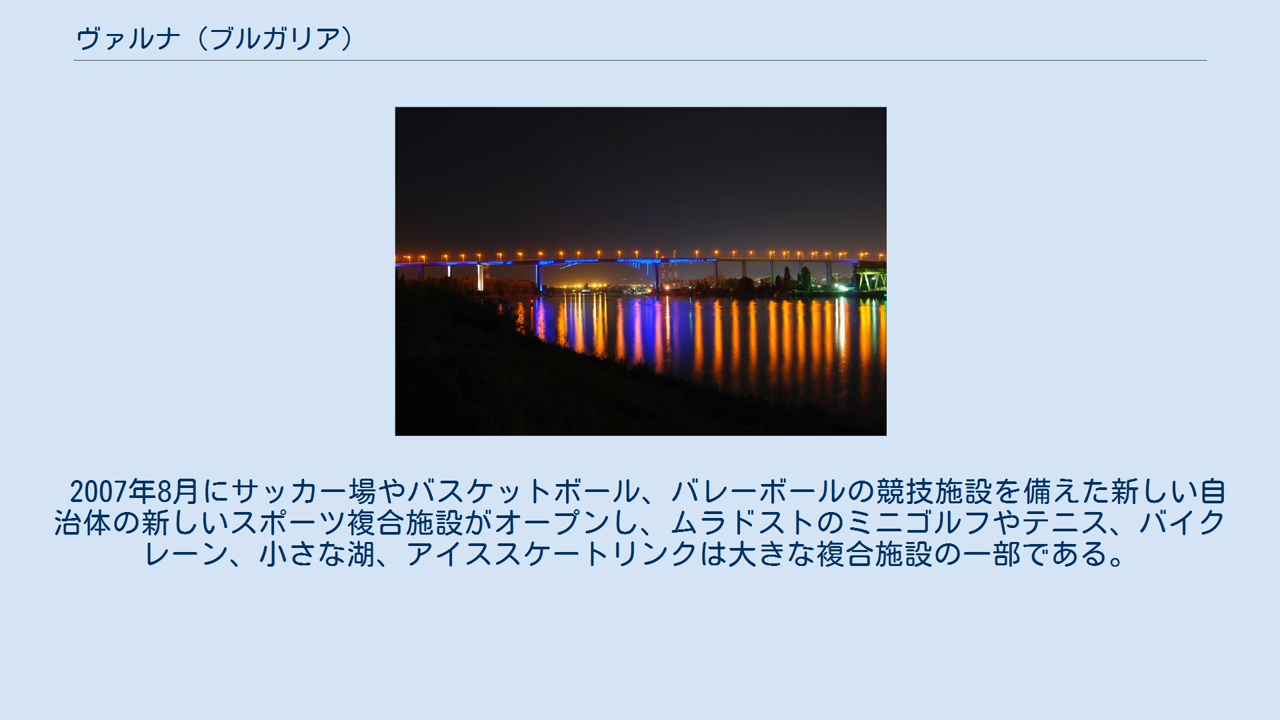 ヴァルナ（ブルガリア）
2007年8月にサッカー場やバスケットボール、バレーボールの競技施設を備えた新しい自
治体の新しいスポーツ複合施設がオープンし、ムラドストのミニゴルフやテニス、バイク
レーン、小さな湖、アイススケートリンクは大きな複合施設の一部である。